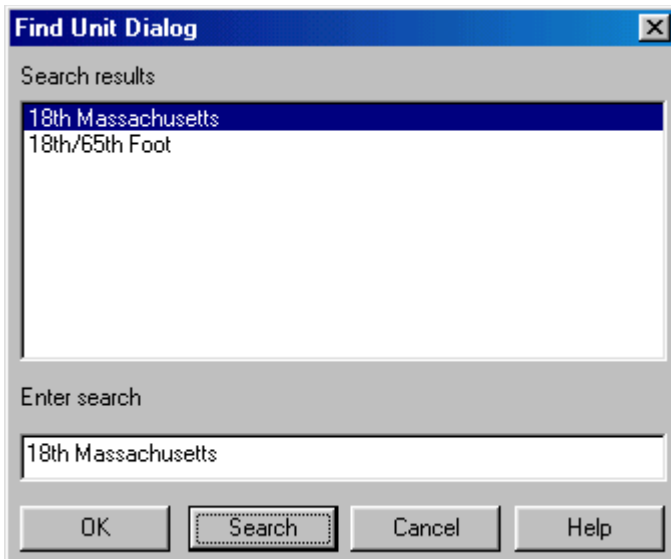 Find Unit Dialog
Search results
18th Massachusetts
18th/65th Foot
Enter search
18th Massachusetts
OK Search Cancel Help